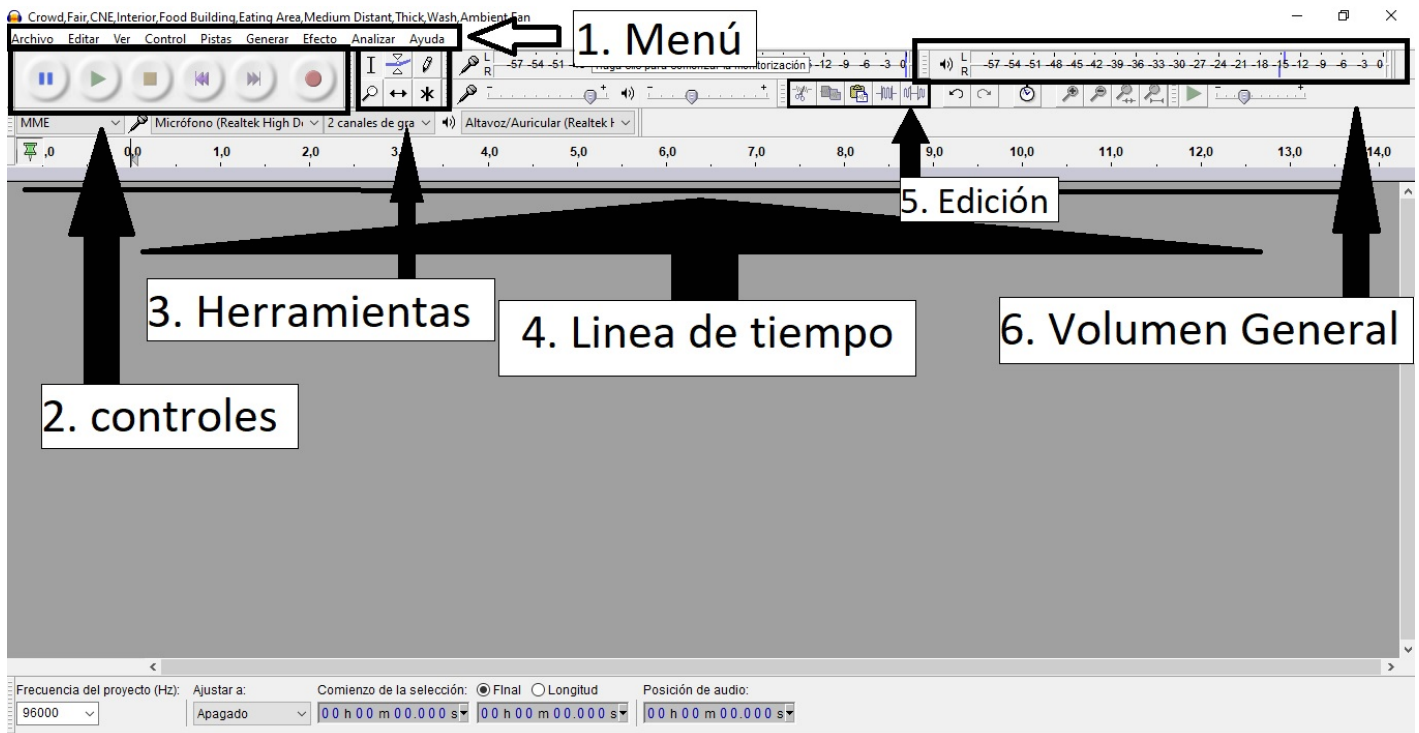 Crowd,Fair,CNE,Interior,Food Building,Eating Area,Medium Distant,Thick,Wash,Ambient,Fan
Archivo Editar Ver Control Pistas Generar Efecto Analizar Ayuda
1. Menú
L
R
-57 -54 -51
-12 -9 -6 -3 0
L
R
-57 -54 -51 -48 -45 -42 -39 -36 -33 -30 -27 -24 -21 -18 -15 -12 -9 -6 -3 0
MME
Micrófono (Realtek High D
2 canales de gra
Altavoz/Auricular (Realtek H
,0 0,0 1,0 2,0 4,0 5,0 6,0 7,0 8,0 9,0 10,0 11,0 12,0 13,0 14,0
5. Edición
3. Herramientas
4. Linea de tiempo
6. Volumen General
2. controles
Frecuencia del proyecto (Hz): Ajustar a: Comienzo de la selección: FInal Longitud Posición de audio:
96000 Apagado 00 h 00 m 00.000 s 00 h 00 m 00.000 s 00 h 00 m 00.000 s